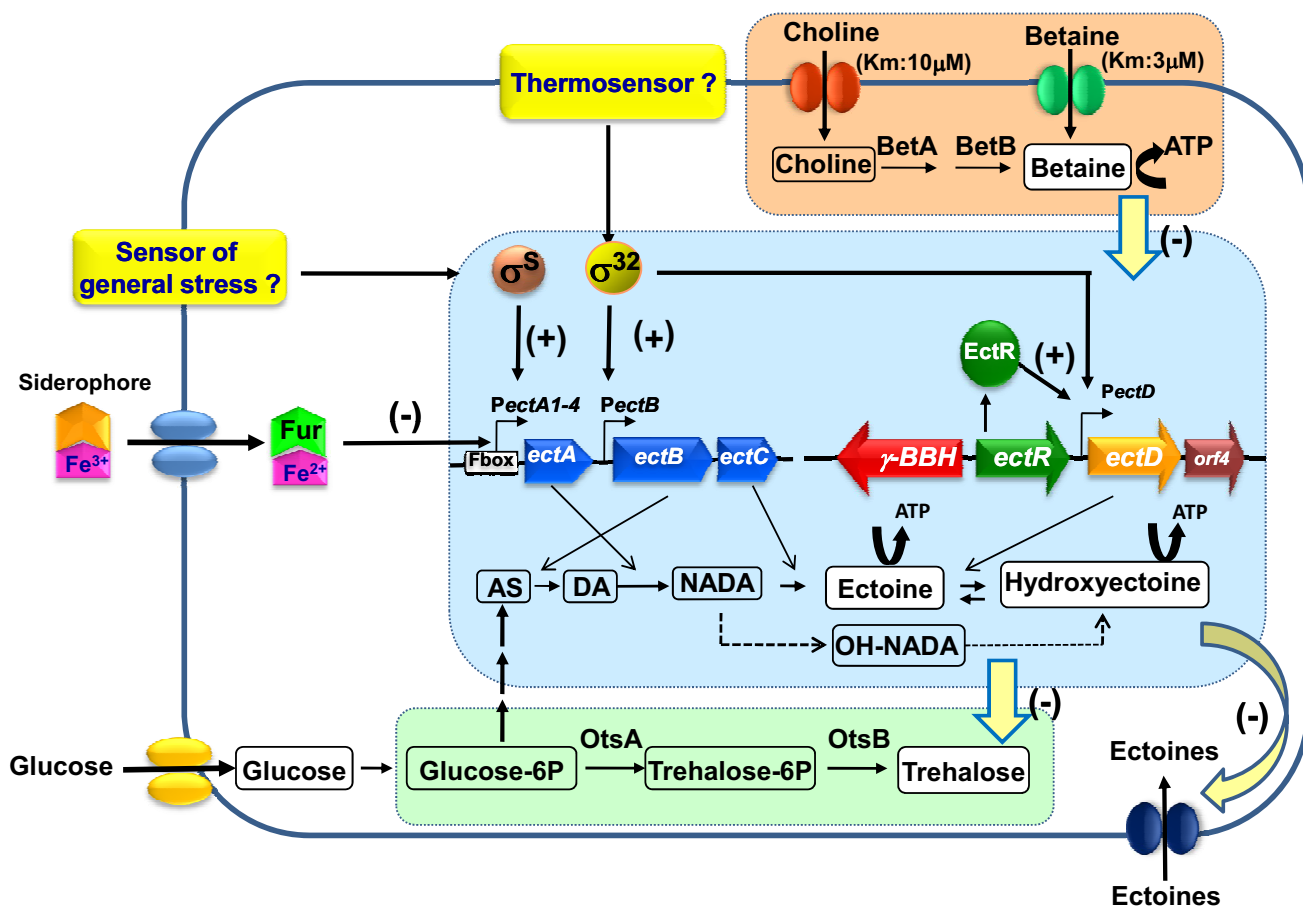 Choline
(Km:10μM)
Betaine
(Km:3μM)
Thermosensor ?
Choline
BetA
BetB
Betaine
ATP
(-)
Sensor of
general stress ?
σS
σ32
(+)
(+)
EctR
(+)
Siderophore
Fe3+
Fur
Fe2+
(-)
PectA1-4
PectB
PectD
Fbox
ectA
ectB
ectC
γ-BBH
ectR
ectD
orf4
ATP
ATP
AS
DA
NADA
Ectoine
Hydroxyectoine
OH-NADA
(-)
(-)
Glucose
Glucose
Glucose-6P
OtsA
Trehalose-6P
OtsB
Trehalose
Ectoines
Ectoines